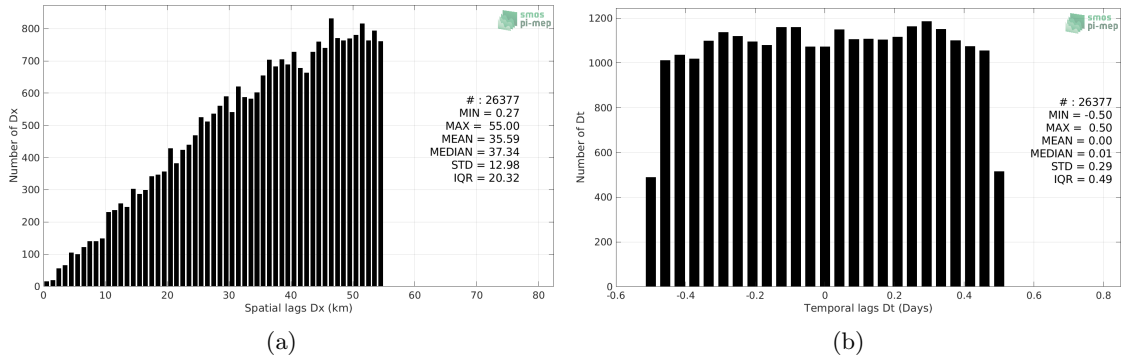 smos
pi-mep
900
800
700
600
500
400
300
200
100
0
Number of Dx
# : 26377
MIN = 0.27
MAX = 55.00
MEAN = 35.59
MEDIAN = 37.34
STD = 12.98
IQR = 20.32
0 10 20 30 40 50 60 70 80
Spatial lags Dx (km)
(a)
smos
pi-mep
1200
1000
800
600
400
200
0
Number of Dt
# : 26377
MIN = -0.50
MAX = 0.50
MEAN = 0.00
MEDIAN = 0.01
STD = 0.29
IQR = 0.49
-0.6 -0.4 -0.2 0 0.2 0.4 0.6 0.8
Temporal lags Dt (Days)
(b)